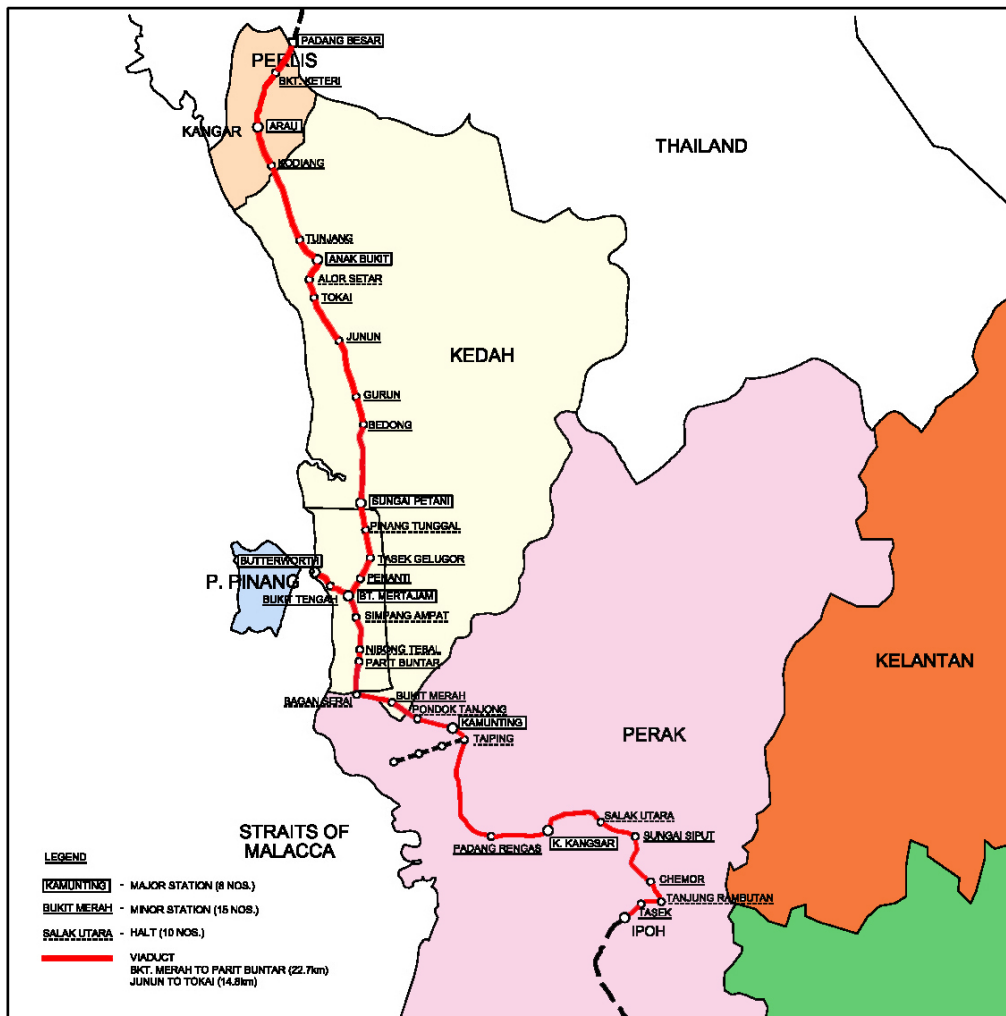 PADANG BESAR
PERLIS
BKT. KETERI
KANGAR
ARAU
THAILAND
KODIANG
TUNJANG
ANAK BUKIT
ALOR SETAR
TOKAI
JUNUN
KEDAH
GURUN
BEDONG
SUNGAI PETANI
PINANG TUNGGAL
BUTTERWORTH
TASEK GELUGOR
P. PINANG
PENANTI
BUKIT TENGAH
BT. MERTAJAM
SIMPANG AMPAT
NIBONG TEBAL
PARIT BUNTAR
KELANTAN
BAGAN SERAI
BUKIT MERAH
PONDOK TANJONG
KAMUNTING
PERAK
TAIPING
SALAK UTARA
STRAITS OF
MALACCA
PADANG RENGAS
K. KANGSAR
SUNGAI SIPUT
CHEMOR
TANJUNG RAMBUTAN
TASEK
IPOH
LEGEND
KAMUNTING - MAJOR STATION (8 NOS.)
BUKIT MERAH - MINOR STATION (15 NOS.)
SALAK UTARA - HALT (10 NOS.)
VIADUCT
BKT. MERAH TO PARIT BUNTAR (22.7km)
JUNUN TO TOKAI (14.8km)